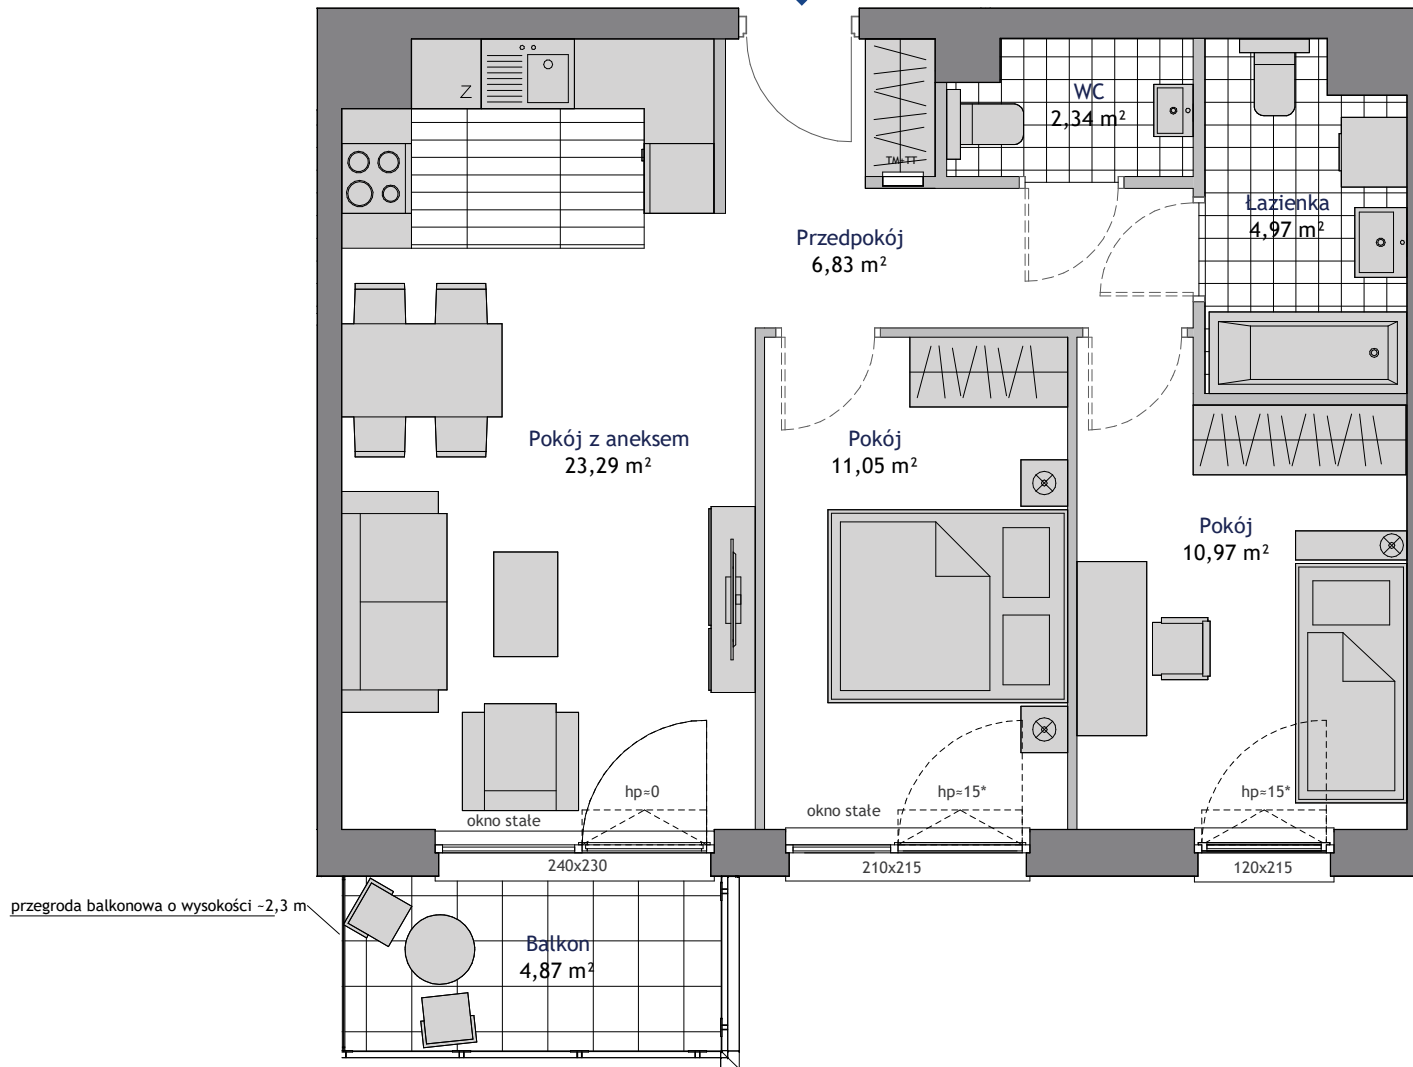 Z
WC
2,34 m²
TM+TT
Łazienka
4,97 m²
Przedpokój
6,83 m²
Pokój z aneksem
23,29 m²
Pokój
11,05 m²
Pokój
10,97 m²
hp≈0
okno stałe
hp≈15*
okno stałe
hp≈15*
240x230
210x215
120x215
przegroda balkonowa o wysokości ~2,3 m
Balkon
4,87 m²